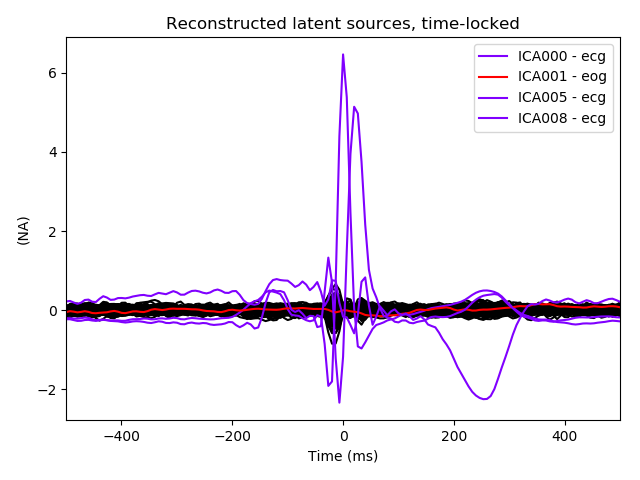 Reconstructed latent sources, time-locked
ICA000 - ecg
ICA001 - eog
ICA005 - ecg
ICA008 - ecg
(NA)
6
4
2
0
−2
−400
−200
0
200
400
Time (ms)